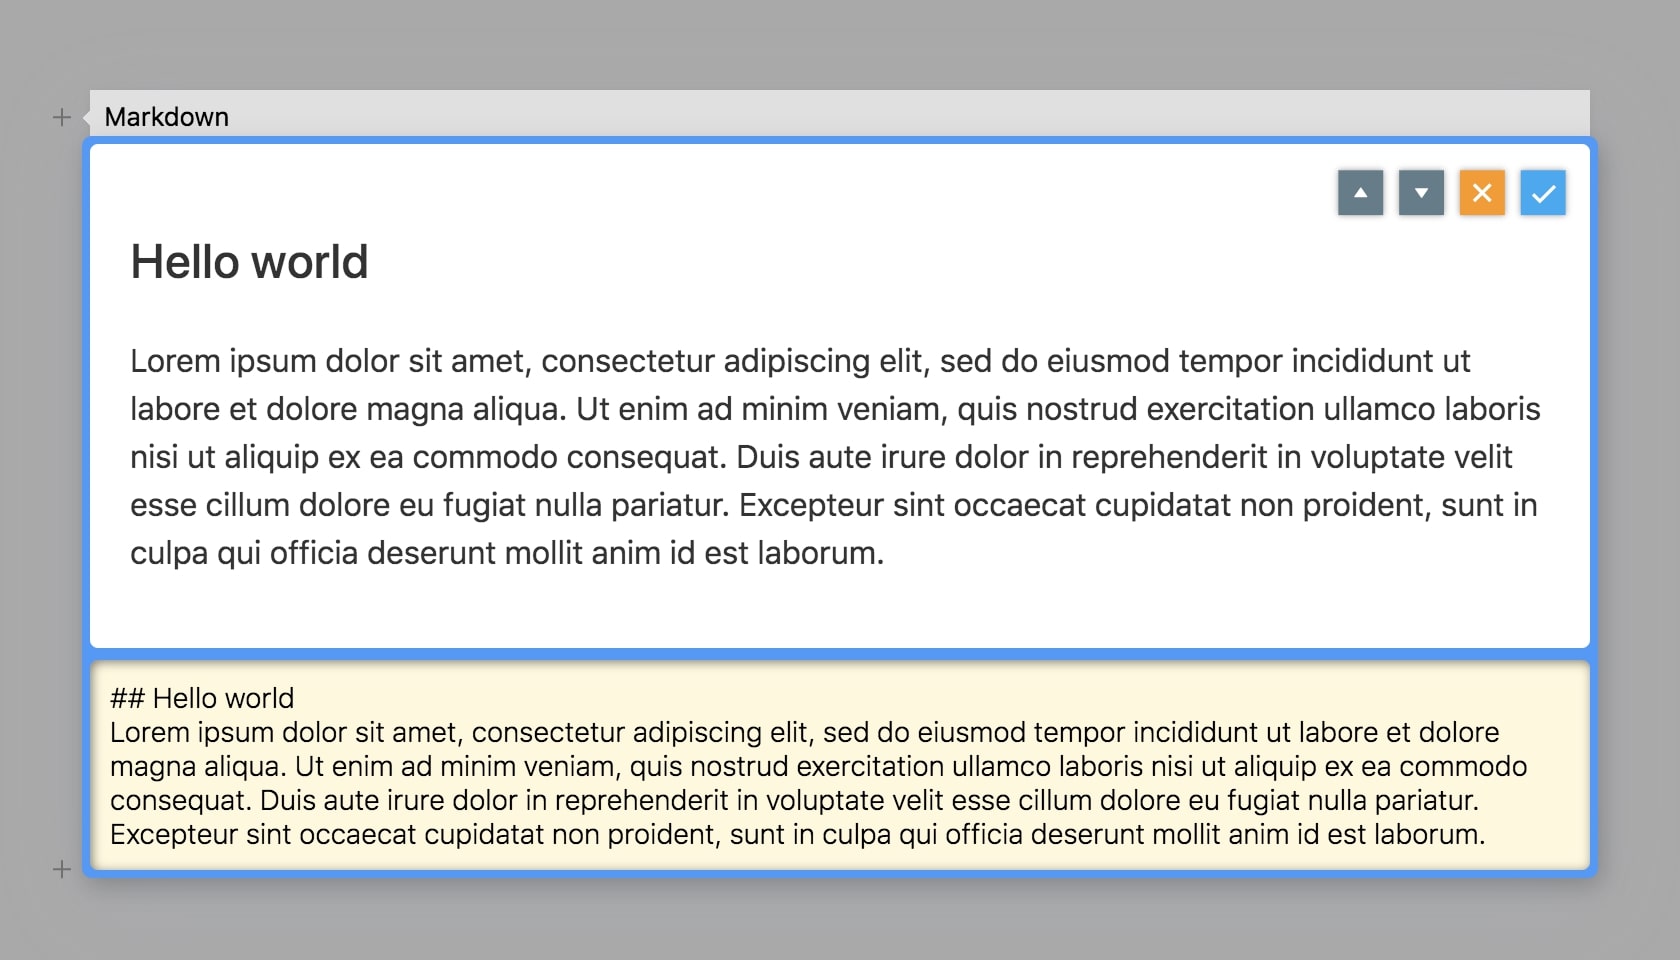 Markdown
Hello world
Lorem ipsum dolor sit amet, consectetur adipiscing elit, sed do eiusmod tempor incididunt ut
labore et dolore magna aliqua. Ut enim ad minim veniam, quis nostrud exercitation ullamco laboris
nisi ut aliquip ex ea commodo consequat. Duis aute irure dolor in reprehenderit in voluptate velit
esse cillum dolore eu fugiat nulla pariatur. Excepteur sint occaecat cupidatat non proident, sunt in
culpa qui officia deserunt mollit anim id est laborum.
## Hello world
Lorem ipsum dolor sit amet, consectetur adipiscing elit, sed do eiusmod tempor incididunt ut labore et dolore
magna aliqua. Ut enim ad minim veniam, quis nostrud exercitation ullamco laboris nisi ut aliquip ex ea commodo
consequat. Duis aute irure dolor in reprehenderit in voluptate velit esse cillum dolore eu fugiat nulla pariatur.
Excepteur sint occaecat cupidatat non proident, sunt in culpa qui officia deserunt mollit anim id est laborum.